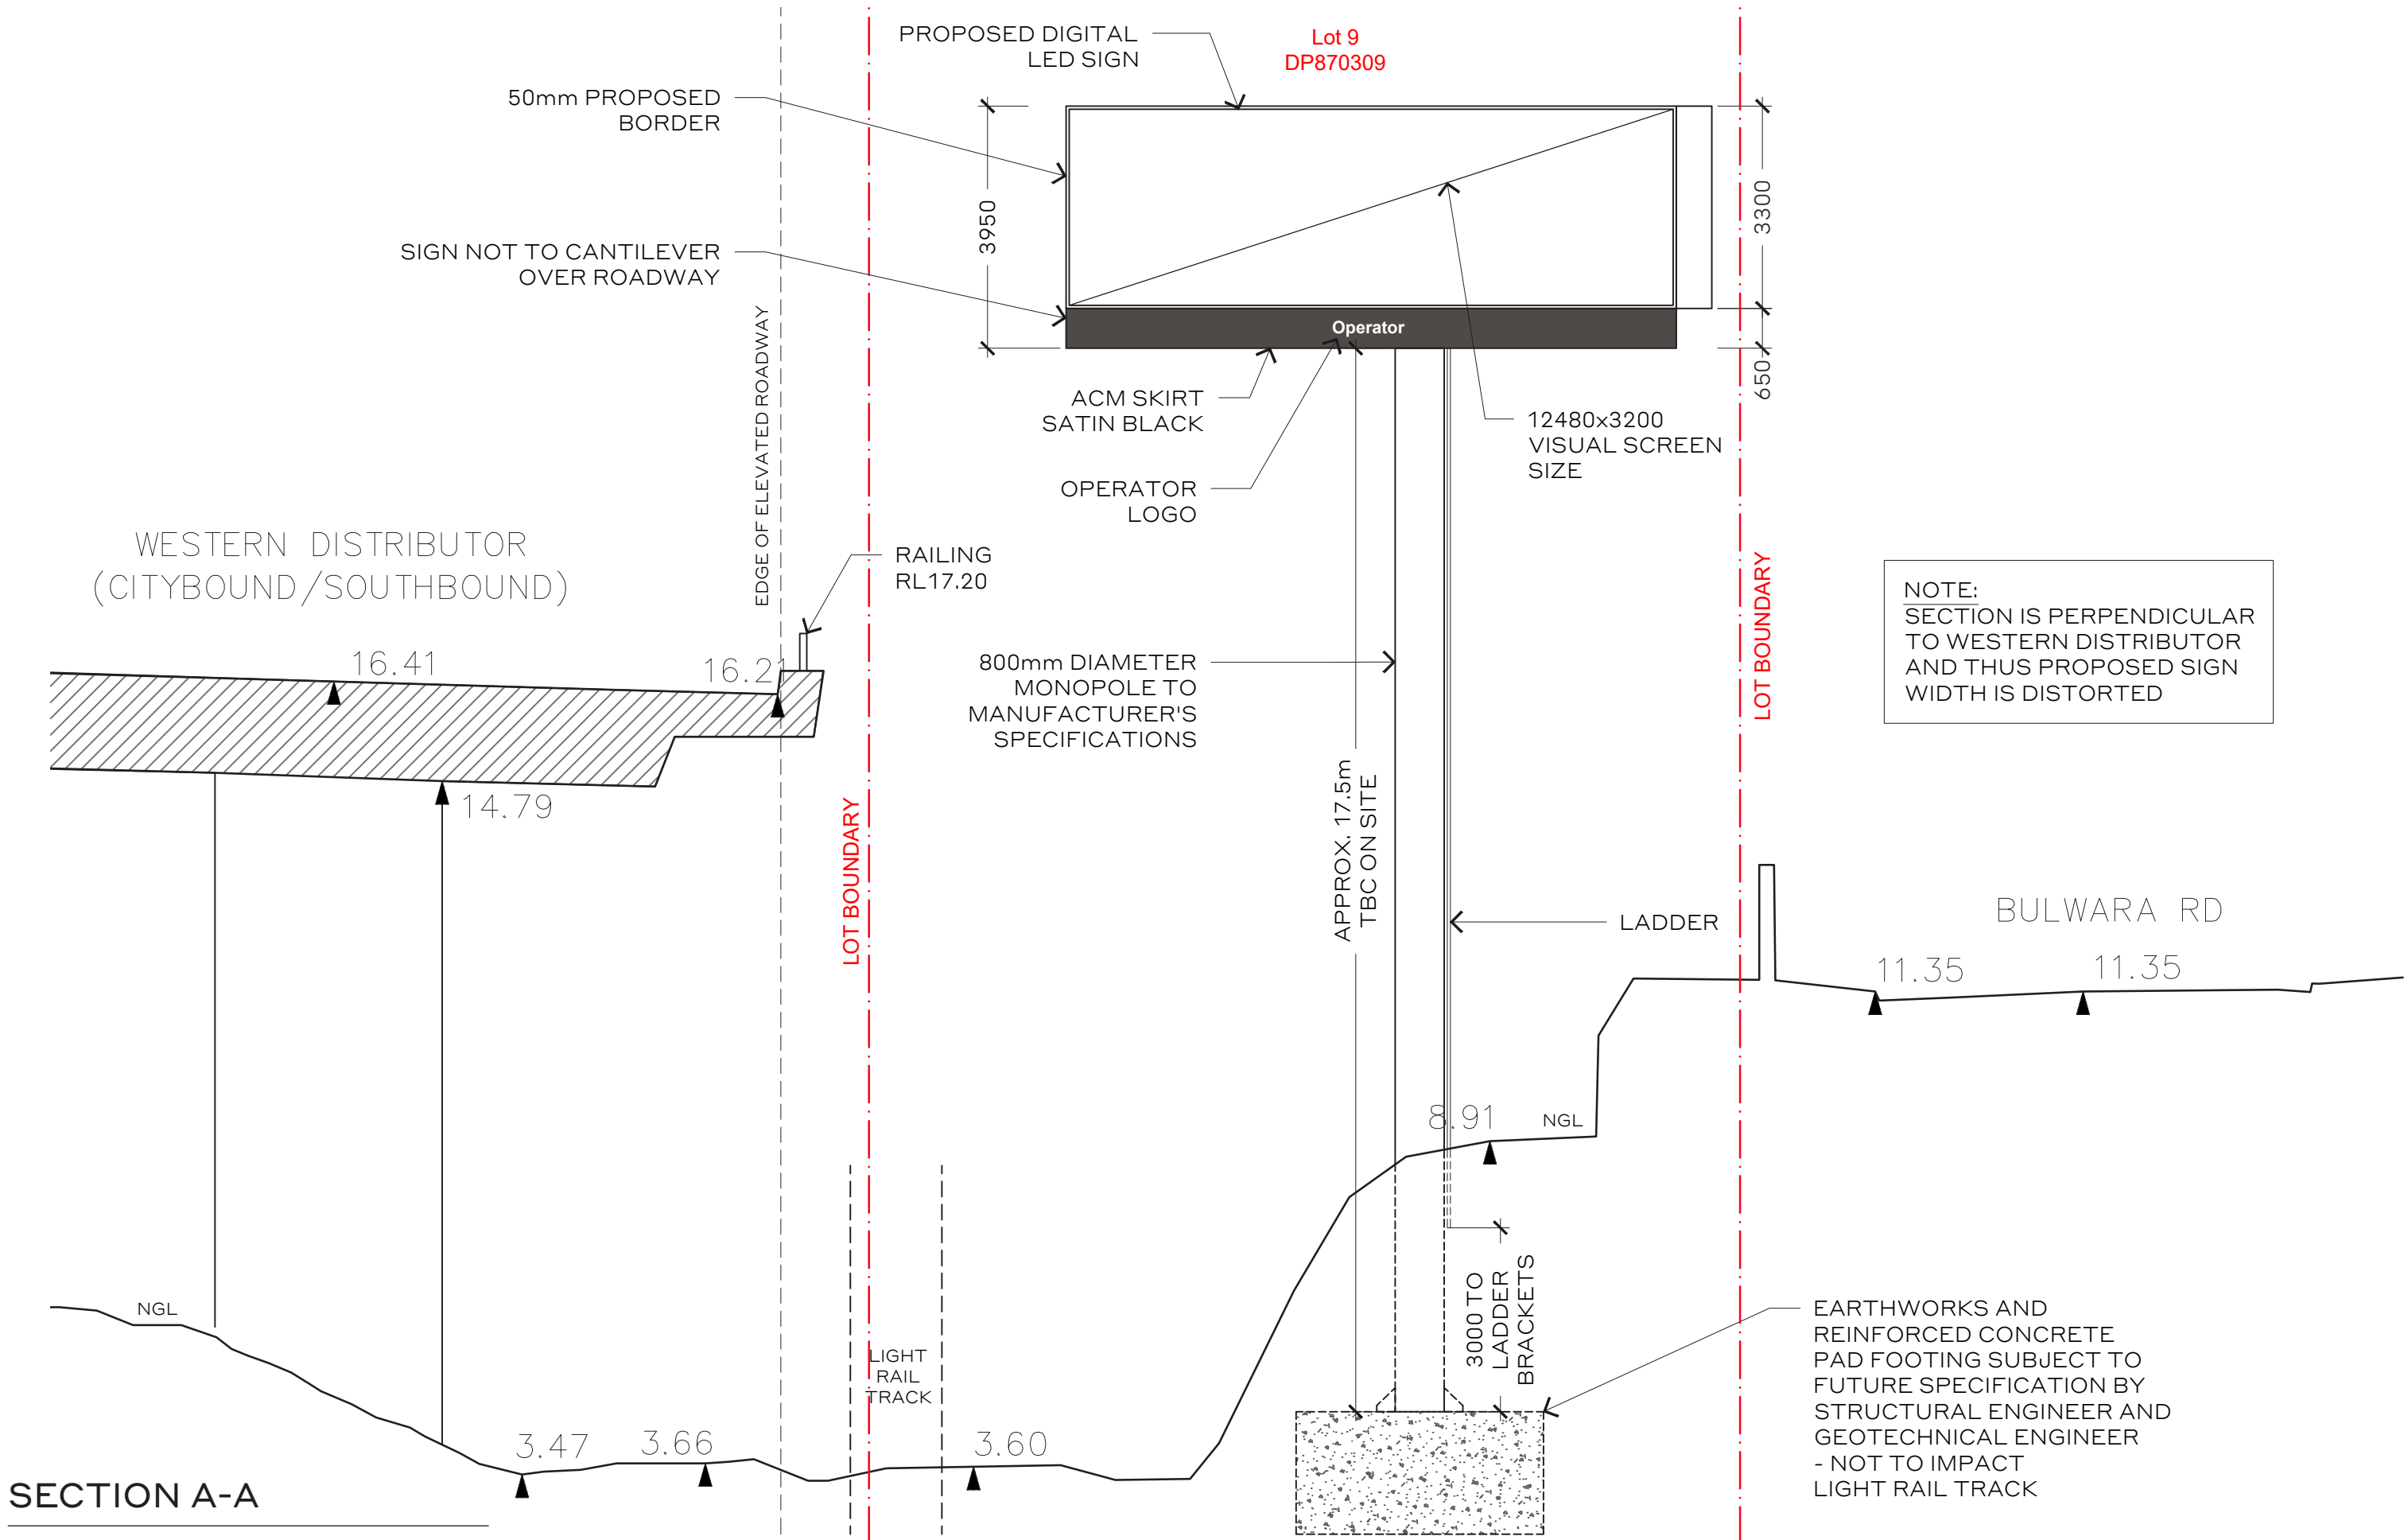 PROPOSED DIGITAL
LED SIGN
Lot 9
DP870309
50mm PROPOSED
BORDER
3950
3300
SIGN NOT TO CANTILEVER
OVER ROADWAY
Operator
650
EDGE OF ELEVATED ROADWAY
ACM SKIRT
SATIN BLACK
12480x3200
VISUAL SCREEN
SIZE
OPERATOR
LOGO
WESTERN DISTRIBUTOR
(CITYBOUND/SOUTHBOUND)
RAILING
RL17.20
LOT BOUNDARY
NOTE:
SECTION IS PERPENDICULAR
TO WESTERN DISTRIBUTOR
AND THUS PROPOSED SIGN
WIDTH IS DISTORTED
16.41
16.21
800mm DIAMETER
MONOPOLE TO
MANUFACTURER'S
SPECIFICATIONS
14.79
LOT BOUNDARY
APPROX. 17.5m
TBC ON SITE
LADDER
BULWARA RD
11.35
11.35
8.91
NGL
NGL
3000 TO
LADDER
BRACKETS
LIGHT
RAIL
TRACK
EARTHWORKS AND
REINFORCED CONCRETE
PAD FOOTING SUBJECT TO
FUTURE SPECIFICATION BY
STRUCTURAL ENGINEER AND
GEOTECHNICAL ENGINEER
- NOT TO IMPACT
LIGHT RAIL TRACK
3.47
3.66
3.60
SECTION A-A